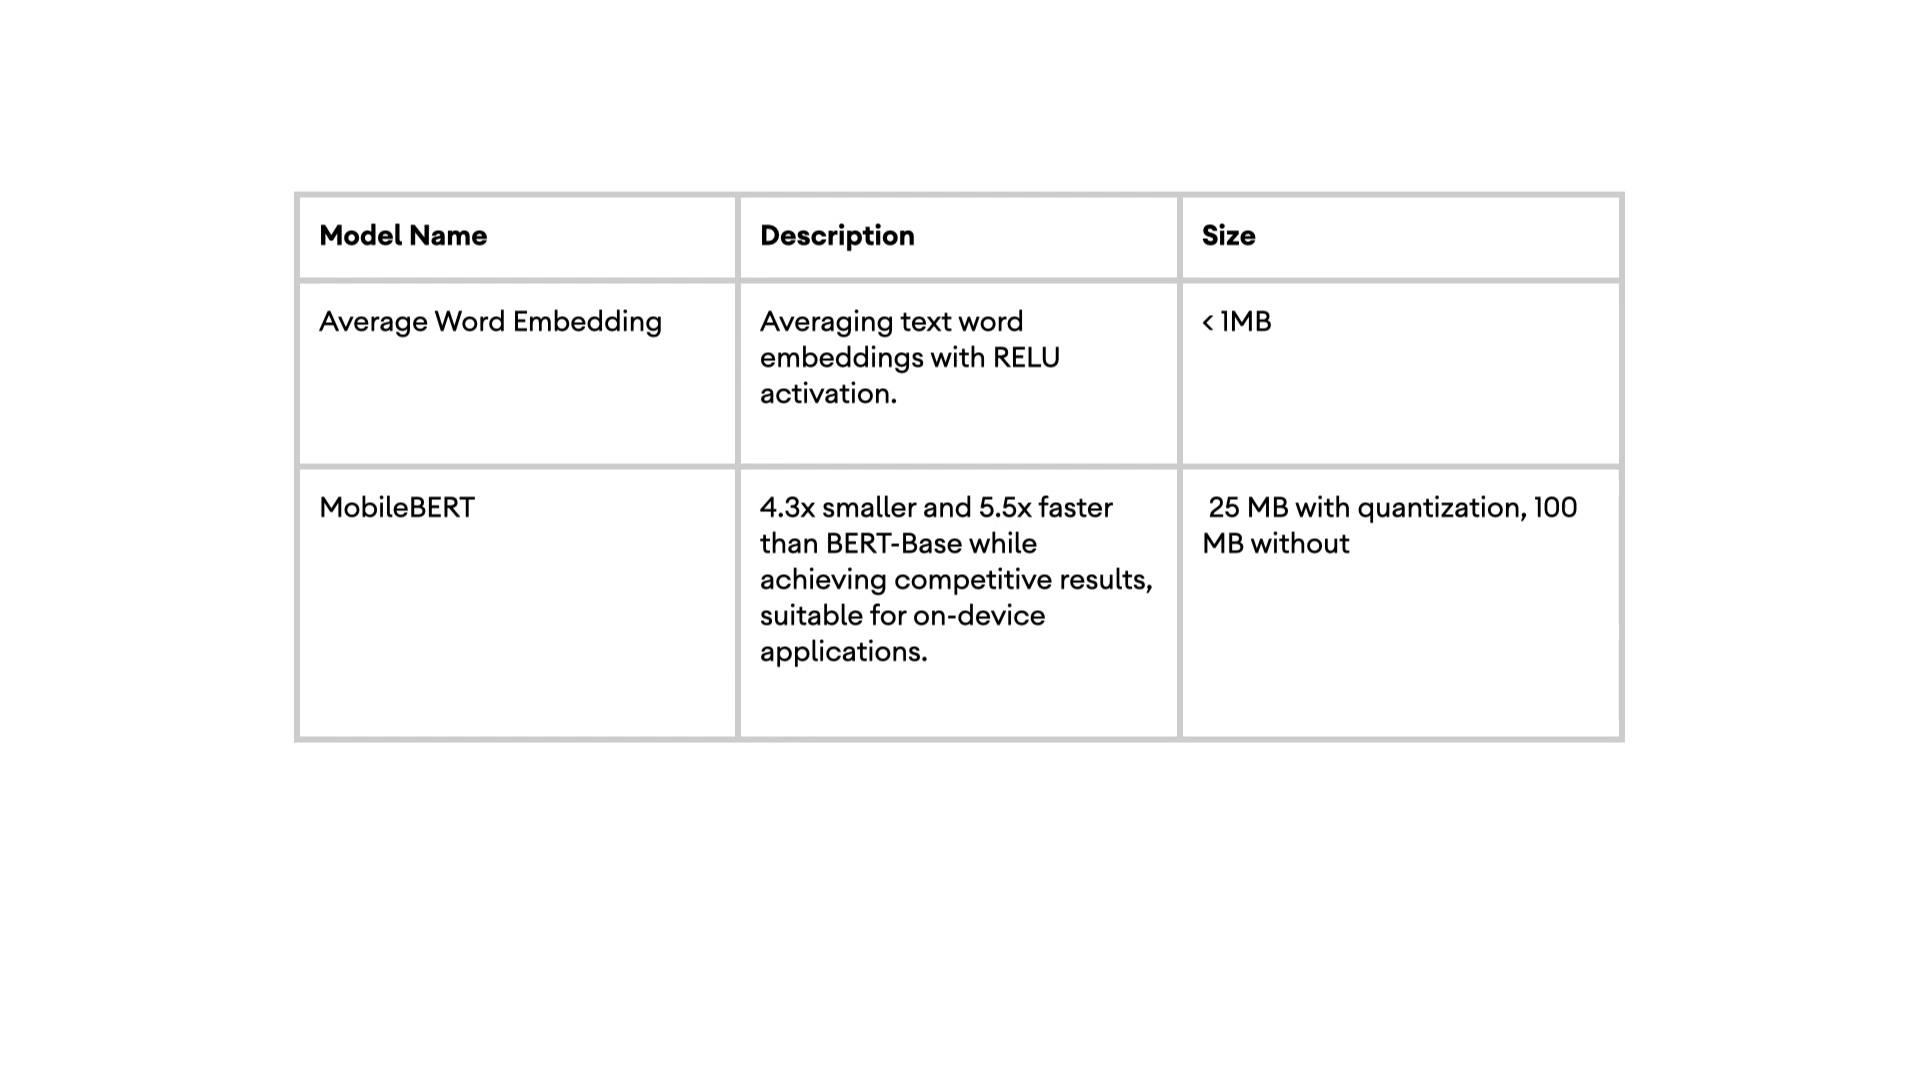 Model Name
Description
Size
Average Word Embedding
Averaging text word
embeddings with RELU
activation.
< 1MB
MobileBERT
4.3x smaller and 5.5x faster
than BERT-Base while
achieving competitive results,
suitable for on-device
applications.
25 MB with quantization, 100
MB without